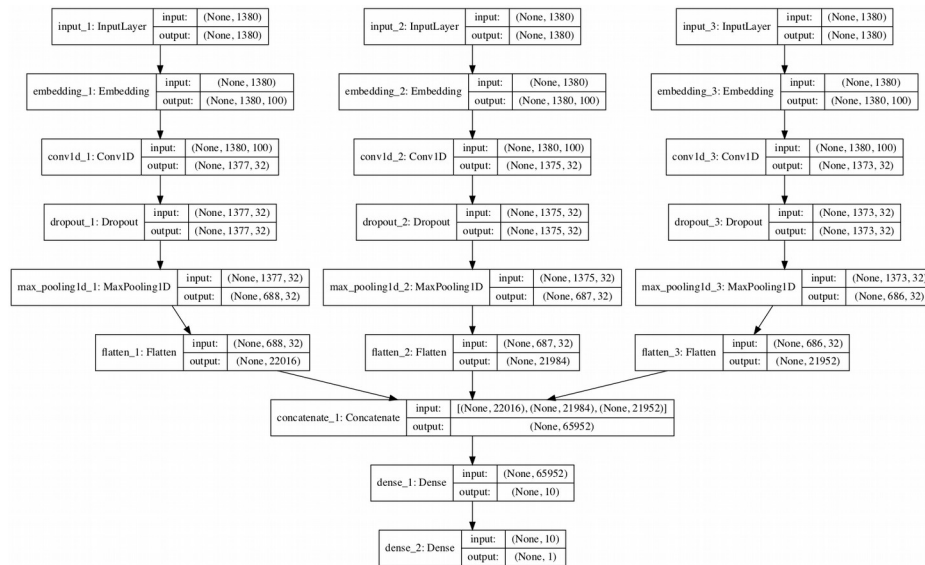 input_1: InputLayer input: (None, 1380)
output: (None, 1380)
input_2: InputLayer input: (None, 1380)
output: (None, 1380)
input_3: InputLayer input: (None, 1380)
output: (None, 1380)
embedding_1: Embedding input: (None, 1380)
output: (None, 1380, 100)
embedding_2: Embedding input: (None, 1380)
output: (None, 1380, 100)
embedding_3: Embedding input: (None, 1380)
output: (None, 1380, 100)
conv1d_1: Conv1D input: (None, 1380, 100)
output: (None, 1377, 32)
conv1d_2: Conv1D input: (None, 1380, 100)
output: (None, 1375, 32)
conv1d_3: Conv1D input: (None, 1380, 100)
output: (None, 1373, 32)
dropout_1: Dropout input: (None, 1377, 32)
output: (None, 1377, 32)
dropout_2: Dropout input: (None, 1375, 32)
output: (None, 1375, 32)
dropout_3: Dropout input: (None, 1373, 32)
output: (None, 1373, 32)
max_pooling1d_1: MaxPooling1D input: (None, 1377, 32)
output: (None, 688, 32)
max_pooling1d_2: MaxPooling1D input: (None, 1375, 32)
output: (None, 687, 32)
max_pooling1d_3: MaxPooling1D input: (None, 1373, 32)
output: (None, 686, 32)
flatten_1: Flatten input: (None, 688, 32)
output: (None, 22016)
flatten_2: Flatten input: (None, 687, 32)
output: (None, 21984)
flatten_3: Flatten input: (None, 686, 32)
output: (None, 21952)
concatenate_1: Concatenate input: [(None, 22016), (None, 21984), (None, 21952)]
output: (None, 65952)
dense_1: Dense input: (None, 65952)
output: (None, 10)
dense_2: Dense input: (None, 10)
output: (None, 1)